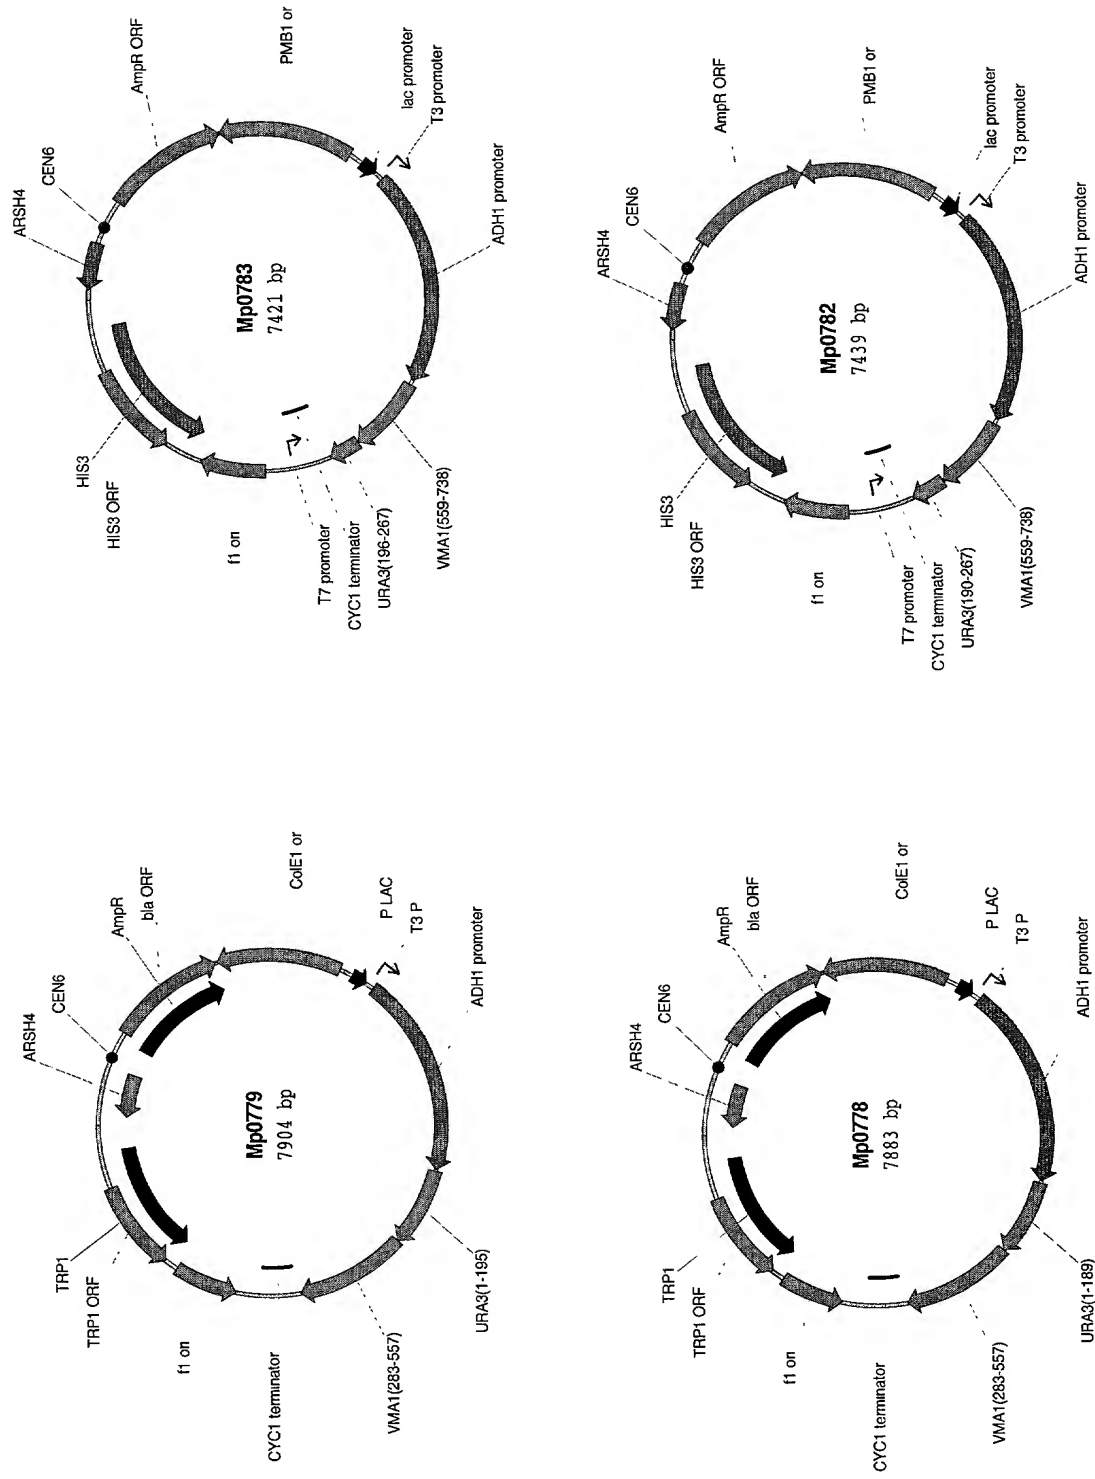 Mp0779
7904 bp
ARSH4
CEN6
AmpR
bla ORF
ColE1 or
P LAC
T3 P
ADH1 promoter
URA3(1-195)
VMA1(283-557)
CYC1 terminator
f1 on
TRP1 ORF
TRP1
Mp0783
7421 bp
ARSH4
CEN6
AmpR ORF
PMB1 or
lac promoter
T3 promoter
ADH1 promoter
VMA1(559-738)
URA3(196-267)
CYC1 terminator
T7 promoter
f1 on
HIS3 ORF
HIS3
Mp0778
7883 bp
ARSH4
CEN6
AmpR
bla ORF
ColE1 or
P LAC
T3 P
ADH1 promoter
URA3(1-189)
VMA1(283-557)
CYC1 terminator
f1 on
TRP1 ORF
TRP1
Mp0782
7439 bp
ARSH4
CEN6
AmpR ORF
PMB1 or
lac promoter
T3 promoter
ADH1 promoter
VMA1(559-738)
URA3(190-267)
CYC1 terminator
T7 promoter
f1 on
HIS3 ORF
HIS3